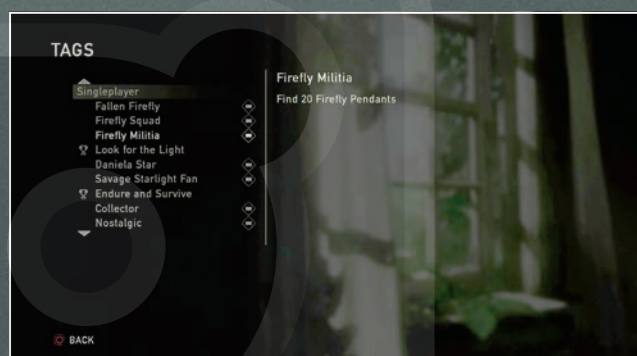 TAGS
Singleplayer
Fallen Firefly
Firefly Squad
Firefly Militia
Look for the Light
Daniela Star
Savage Starlight Fan
Endure and Survive
Collector
Nostalgic
Firefly Militia
Find 20 Firefly Pendants
BACK